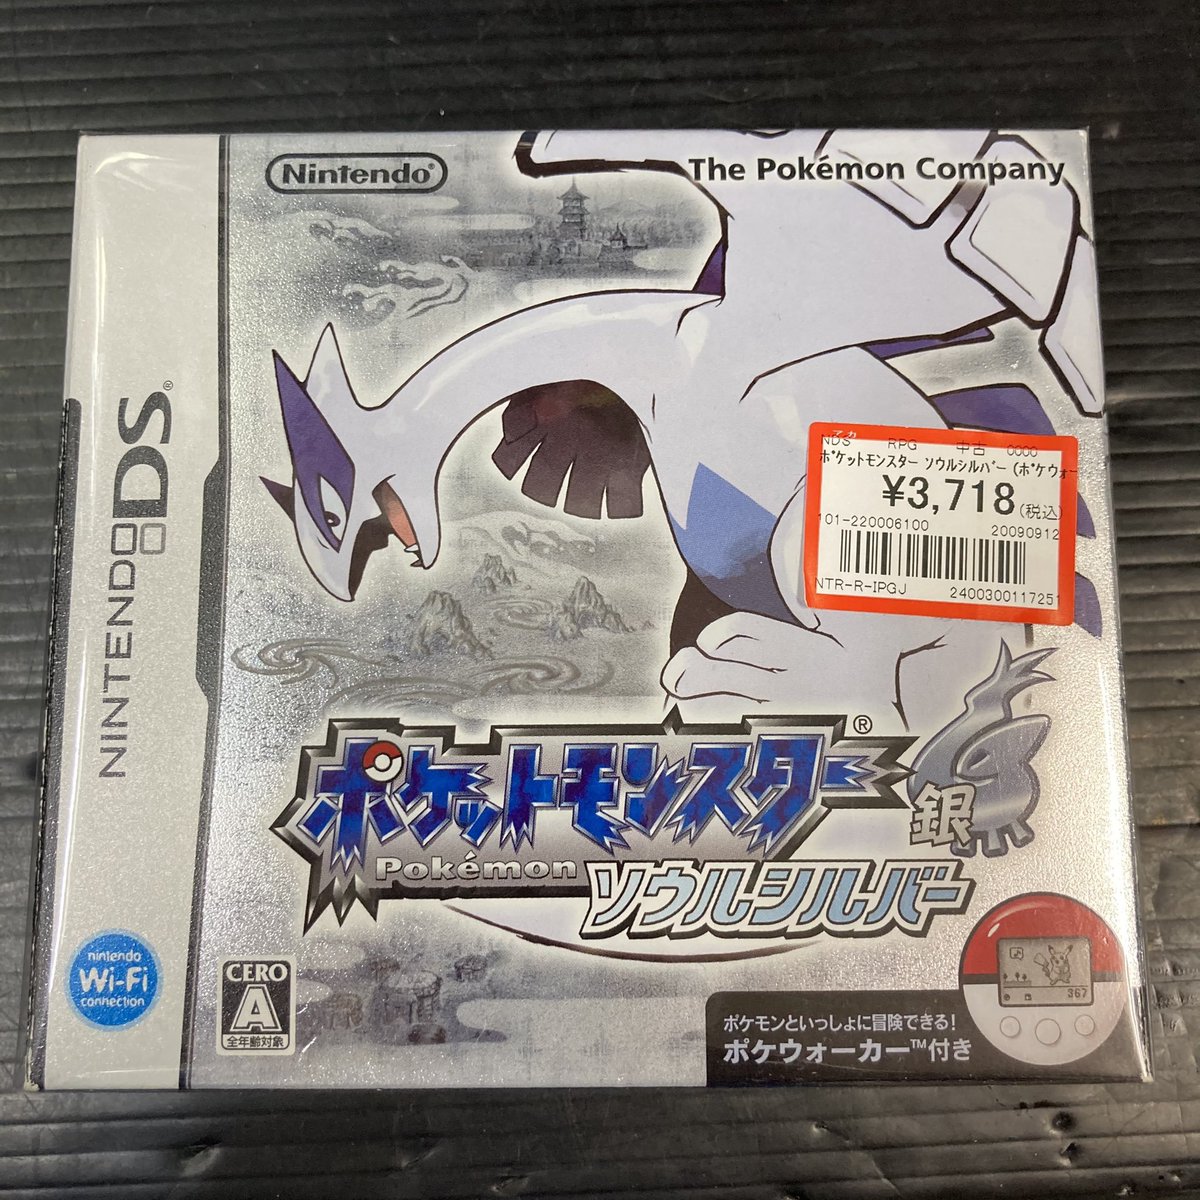 Nintendo®
The Pokémon Company
NINTENDO DS®
NDS RPG 中古 0000
ポケットモンスター ソウルシルバー (ポケウォー
¥3,718(税込)
101-220006100 20090912
NTR-R-IPGJ 2400300117251
ポケットモンスター®
Pokémon
銀
ソウルシルバー
nintendo
Wi-Fi
connection
CERO
A
全年齢対象
367
ポケモンといっしょに冒険できる!
ポケウォーカー™付き